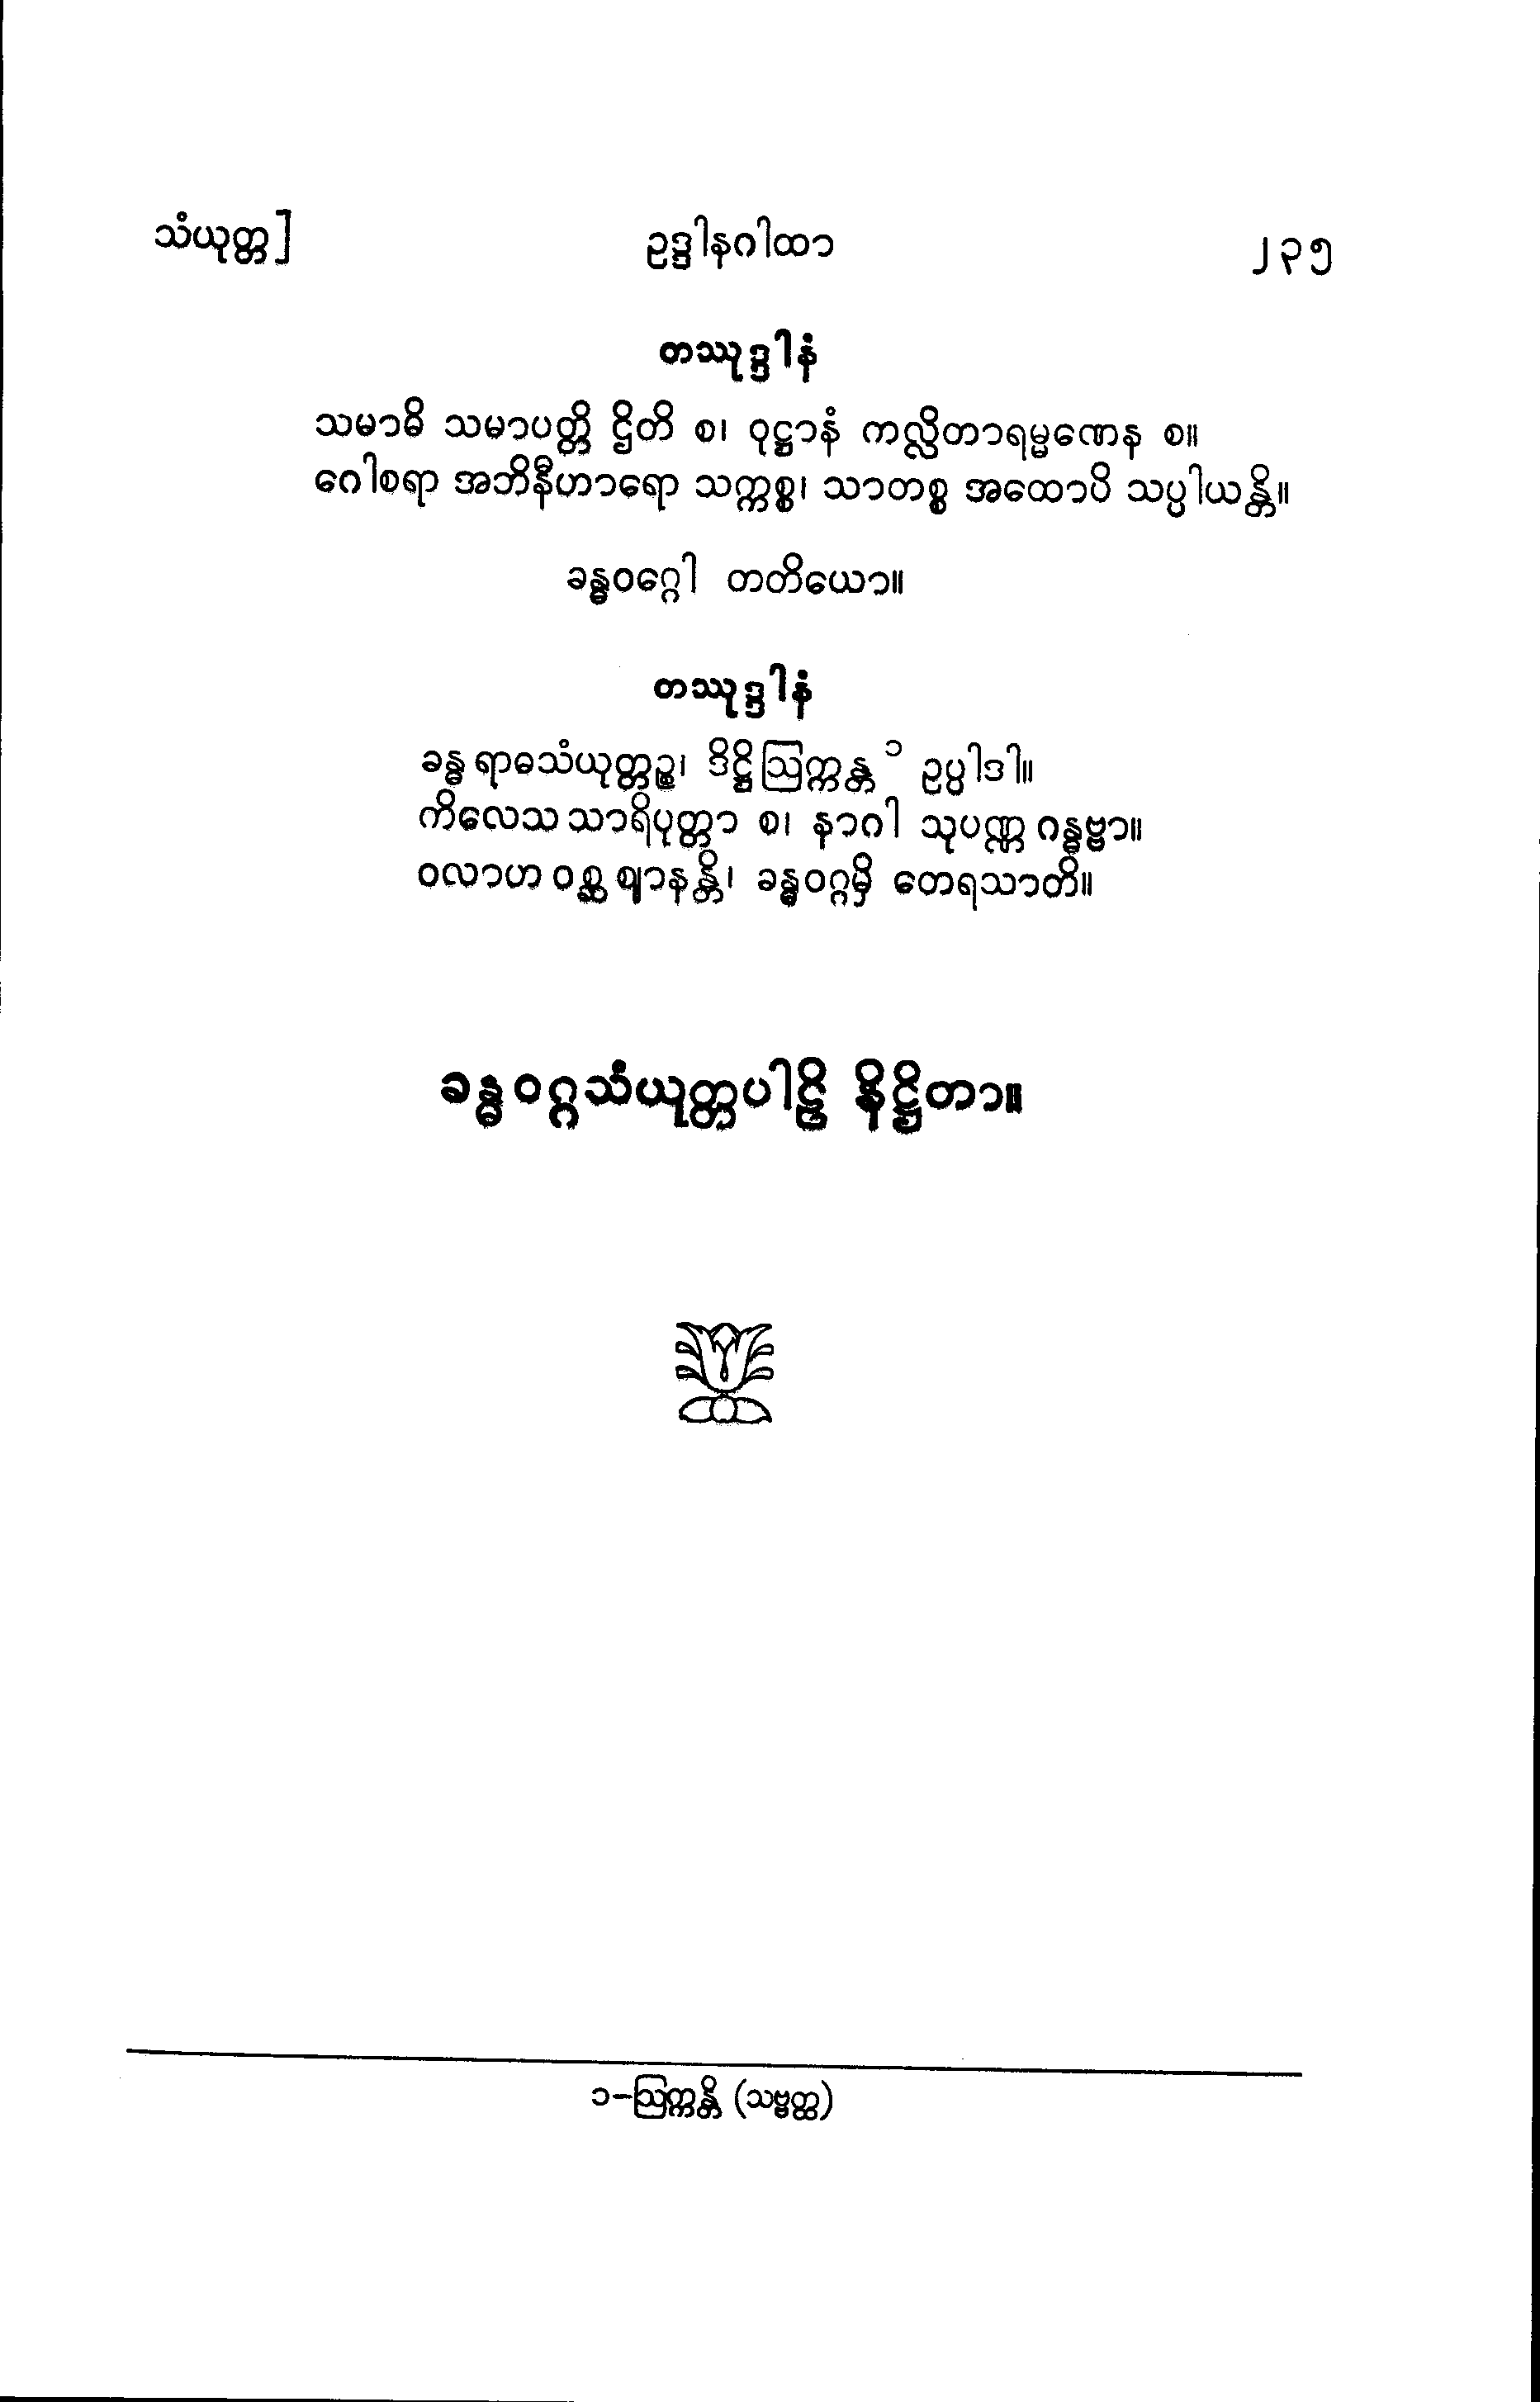 သံယုတ္တ]
ဥဒ္ဒါနဂါထာ
၂၃၅
တဿုဒ္ဒါနံ
သမာဓိ သမာပတ္တိ ဌိတိ စ၊ ဝုဋ္ဌာနံ ကလ္လိတာရမ္မဏေန စ။
ဂေါစရာ အဘိနီဟာရော သက္ကစ္စ၊ သာတစ္စ အထောပိ သပ္ပါယန္တိ။
ခန္ဓဝဂ္ဂေါ တတိယော။
တဿုဒ္ဒါနံ
ခန္ဓ ရာဓသံယုတ္တဉ္စ၊ ဒိဋ္ဌိဩက္ကန္တ ၁ ဥပ္ပါဒါ။
ကိလေသ သာရိပုတ္တာ စ၊ နာဂါ သုပဏ္ဏ ဂန္ဓဗ္ဗာ။
ဝလာဟ ဝစ္ဆ ဈာနန္တိ၊ ခန္ဓဝဂ္ဂမှိ တေရသာတိ။
ခန္ဓဝဂ္ဂသံယုတ္တပါဠိ နိဋ္ဌိတာ။
၁-ဩက္ကန္တိ (သဗ္ဗတ္ထ)